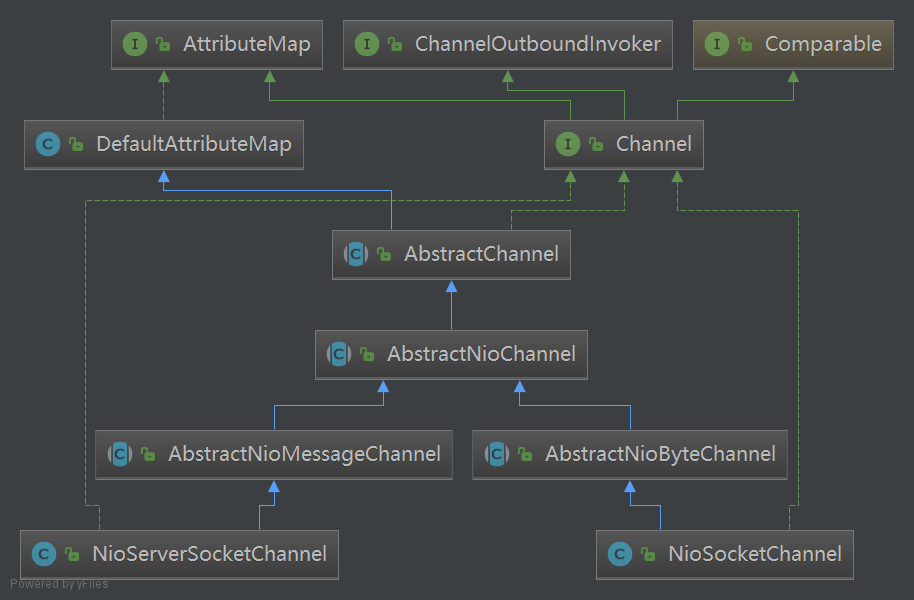 I AttributeMap
I ChannelOutboundInvoker
I Comparable
C DefaultAttributeMap
I Channel
C AbstractChannel
C AbstractNioChannel
C AbstractNioMessageChannel
C AbstractNioByteChannel
C NioServerSocketChannel
C NioSocketChannel
Powered by yFiles